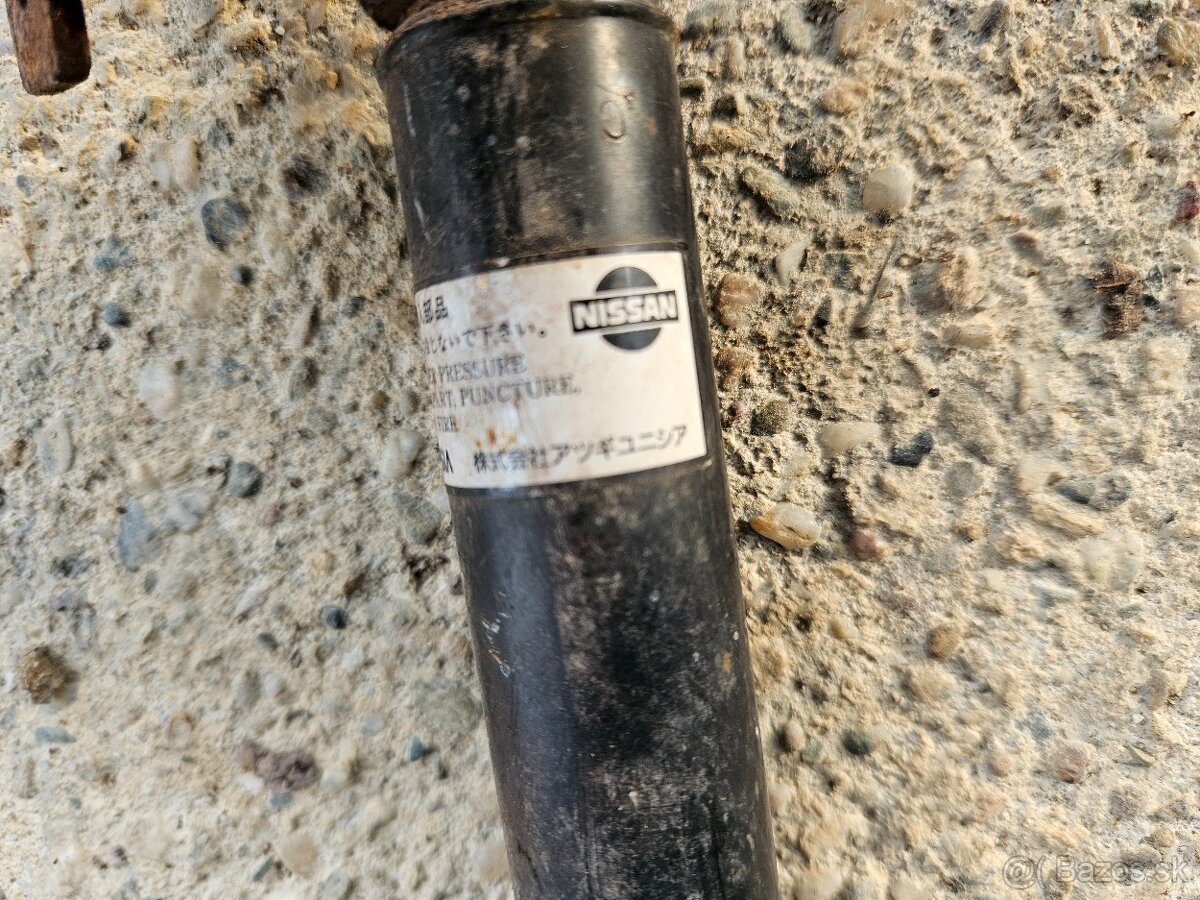 部品
NISSAN
しないで下さい。
PRESSURE
PUNCTURE,
株式会社アツギユニシア
@( Bazos.sk